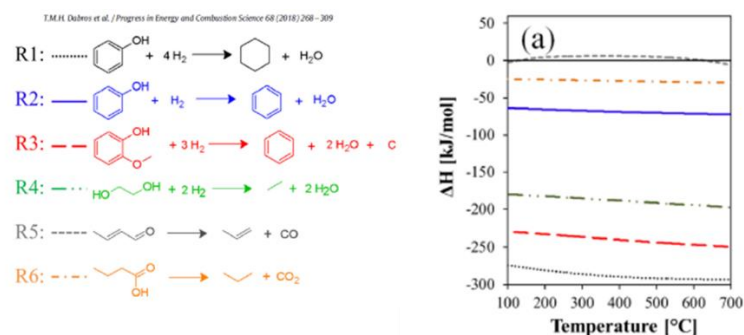 T.M.H. Dabros et al. / Progress in Energy and Combustion Science 68 (2018) 268–309
R1: OH + 4 H₂ + H₂O
R2: OH + H₂ + H₂O
R3: OH O + 3 H₂ + 2 H₂O + C
R4: HO OH + 2 H₂ + 2 H₂O
R5: O + CO
R6: O OH + CO₂
(a)
ΔH [kJ/mol]
50
0
-50
-100
-150
-200
-250
-300
100 200 300 400 500 600 700
Temperature [°C]